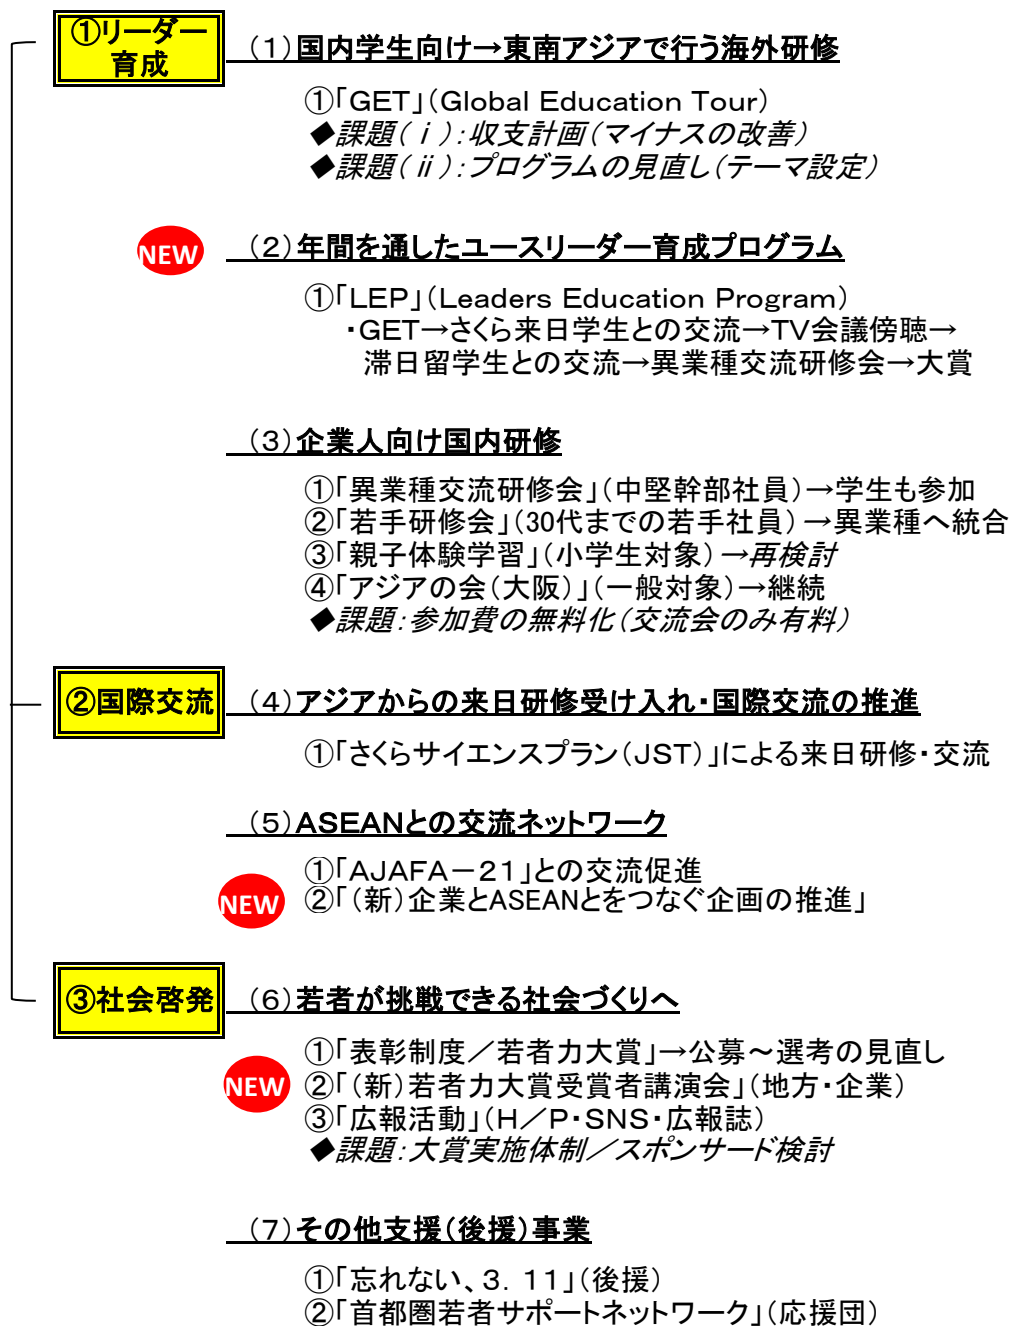 ①リーダー
育成
（１）国内学生向け→東南アジアで行う海外研修
①「GET」（Global Education Tour）
◆課題（ⅰ）：収支計画（マイナスの改善）
◆課題（ⅱ）：プログラムの見直し（テーマ設定）
NEW
（２）年間を通したユースリーダー育成プログラム
①「LEP」（Leaders Education Program）
・GET→さくら来日学生との交流→TV会議傍聴→
滞日留学生との交流→異業種交流研修会→大賞
（３）企業人向け国内研修
①「異業種交流研修会」（中堅幹部社員）→学生も参加
②「若手研修会」（30代までの若手社員）→異業種へ統合
③「親子体験学習」（小学生対象）→再検討
④「アジアの会（大阪）」（一般対象）→継続
◆課題：参加費の無料化（交流会のみ有料）
②国際交流
（４）アジアからの来日研修受け入れ・国際交流の推進
①「さくらサイエンスプラン（JST）」による来日研修・交流
（５）ASEANとの交流ネットワーク
①「AJAFA－21」との交流促進
NEW
②「（新）企業とASEANとをつなぐ企画の推進」
③社会啓発
（６）若者が挑戦できる社会づくりへ
①「表彰制度／若者力大賞」→公募～選考の見直し
NEW
②「（新）若者力大賞受賞者講演会」（地方・企業）
③「広報活動」（H／P・SNS・広報誌）
◆課題：大賞実施体制／スポンサード検討
（７）その他支援（後援）事業
①「忘れない、３．１１」（後援）
②「首都圏若者サポートネットワーク」（応援団）